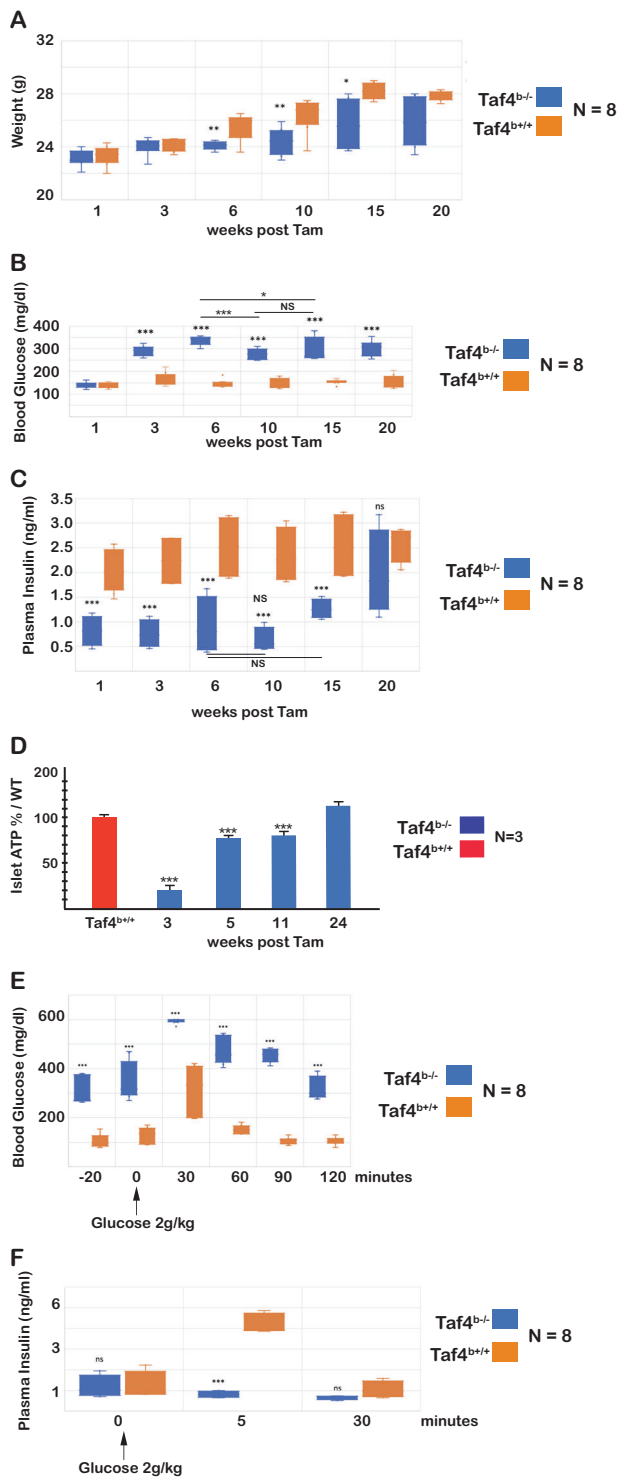 A
Weight (g)
32
28
24
20
**
**
*
1 3 6 10 15 20
weeks post Tam
Taf4b-/-
Taf4b+/+
N = 8
B
Blood Glucose (mg/dl)
400
300
200
100
*
*** NS
*** *** *** *** ***
1 3 6 10 15 20
weeks post Tam
Taf4b-/-
Taf4b+/+
N = 8
C
Plasma Insulin (ng/ml)
3.5
3.0
2.5
2.0
1.5
1.0
0.5
ns
*** *** *** NS *** ***
NS
1 3 6 10 15 20
weeks post Tam
Taf4b-/-
Taf4b+/+
N = 8
D
Islet ATP % / WT
200
100
50
*** *** ***
Taf4b+/+ 3 5 11 24
weeks post Tam
Taf4b-/-
Taf4b+/+
N=3
E
Blood Glucose (mg/dl)
600
400
200
*** *** *** *** *** ***
-20 0 30 60 90 120 minutes
Glucose 2g/kg
Taf4b-/-
Taf4b+/+
N = 8
F
Plasma Insulin (ng/ml)
6
3
1
ns *** ns
0 5 30 minutes
Glucose 2g/kg
Taf4b-/-
Taf4b+/+
N = 8